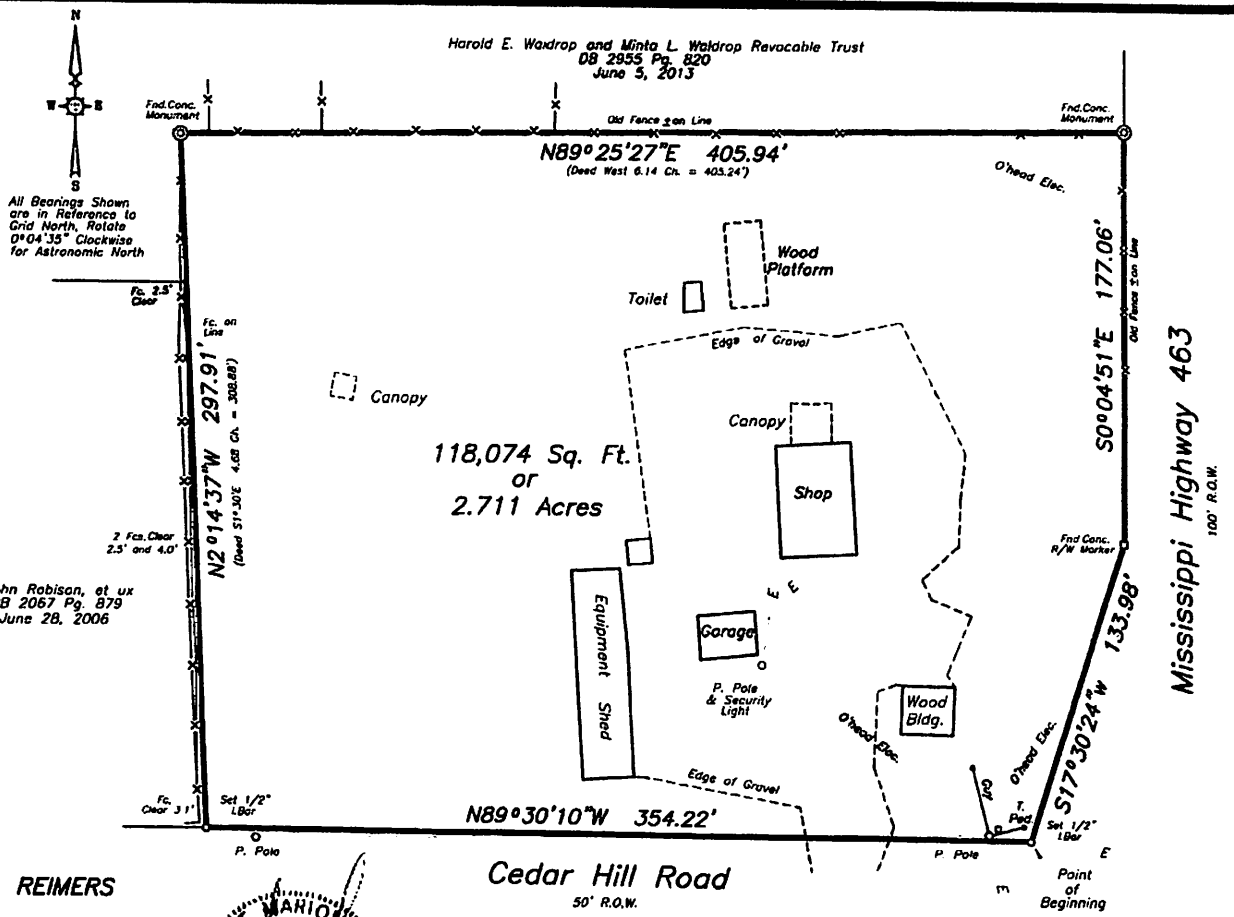 N
W E
S
Harold E. Waldrop and Minta L. Waldrop Revocable Trust
DB 2955 Pg. 820
June 5, 2013
Fnd.Conc.
Monument
Old Fence ± on Line
Fnd.Conc.
Monument
N89°25'27"E 405.94'
(Deed West 6.14 Ch. = 405.24')
O'head Elec.
All Bearings Shown
are in Reference to
Grid North, Rotate
0°04'35" Clockwise
for Astronomic North
Wood
Platform
Toilet
Fc. 2.5'
Clear
Fc. on
Line
N2°14'37"W 297.91'
(Deed S1°30'E 4.68 Ch. = 308.88')
Edge of Gravel
S0°04'51"E 177.06'
Old Fence ± on Line
Mississippi Highway 463
100' R.O.W.
Canopy
Canopy
118,074 Sq. Ft.
or
2.711 Acres
Shop
2 Fcs. Clear
2.5' and 4.0'
Fnd Conc.
R/W Marker
hn Robison, et ux
B 2067 Pg. 879
June 28, 2006
E
E
Equipment Shed
Garage
P. Pole
& Security
Light
S17°30'24"W 133.98'
Wood
Bldg.
O'head Elec.
O'head Elec.
Edge of Gravel
Guy
T.
Ped.
Fc.
Clear 3.1'
Set 1/2"
I.Bar
N89°30'10"W 354.22'
Set 1/2"
I.Bar
P. Pole
P. Pole
E
E
Point
of
Beginning
Cedar Hill Road
50' R.O.W.
REIMERS
MARIO